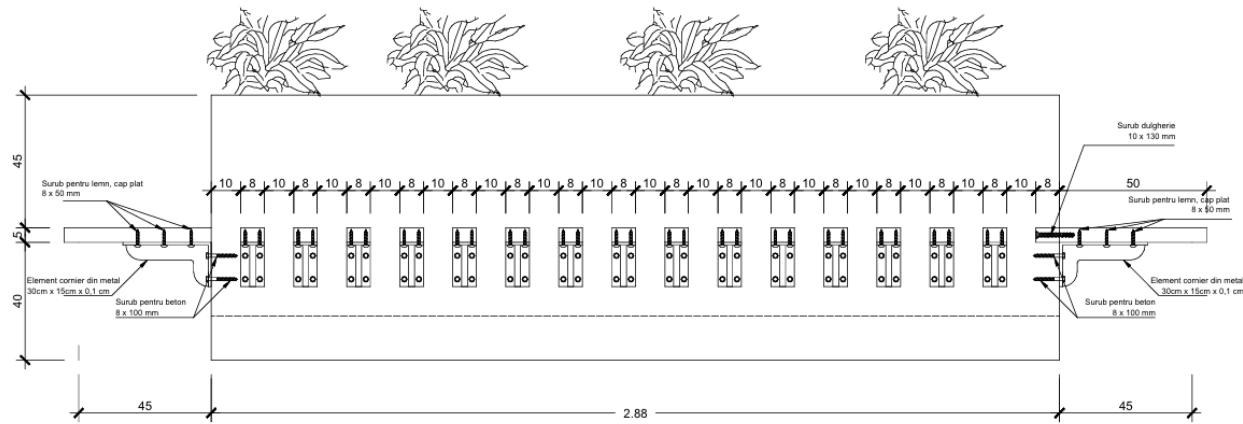 Surub dulgherie
10 x 130 mm
45
10 8 10 8 10 8 10 8 10 8 10 8 10 8 10 8 10 8 10 8 10 8 10 8 10 8 10 8 10 8 10 8 50
Surub pentru lemn, cap plat
8 x 50 mm
Surub pentru lemn, cap plat
8 x 50 mm
5
40
Element cornier din metal
30cm x 15cm x 0,1 cm
Surub pentru beton
8 x 100 mm
Element cornier din metal
30cm x 15cm x 0,1 cm
Surub pentru beton
8 x 100 mm
45
2.88
45